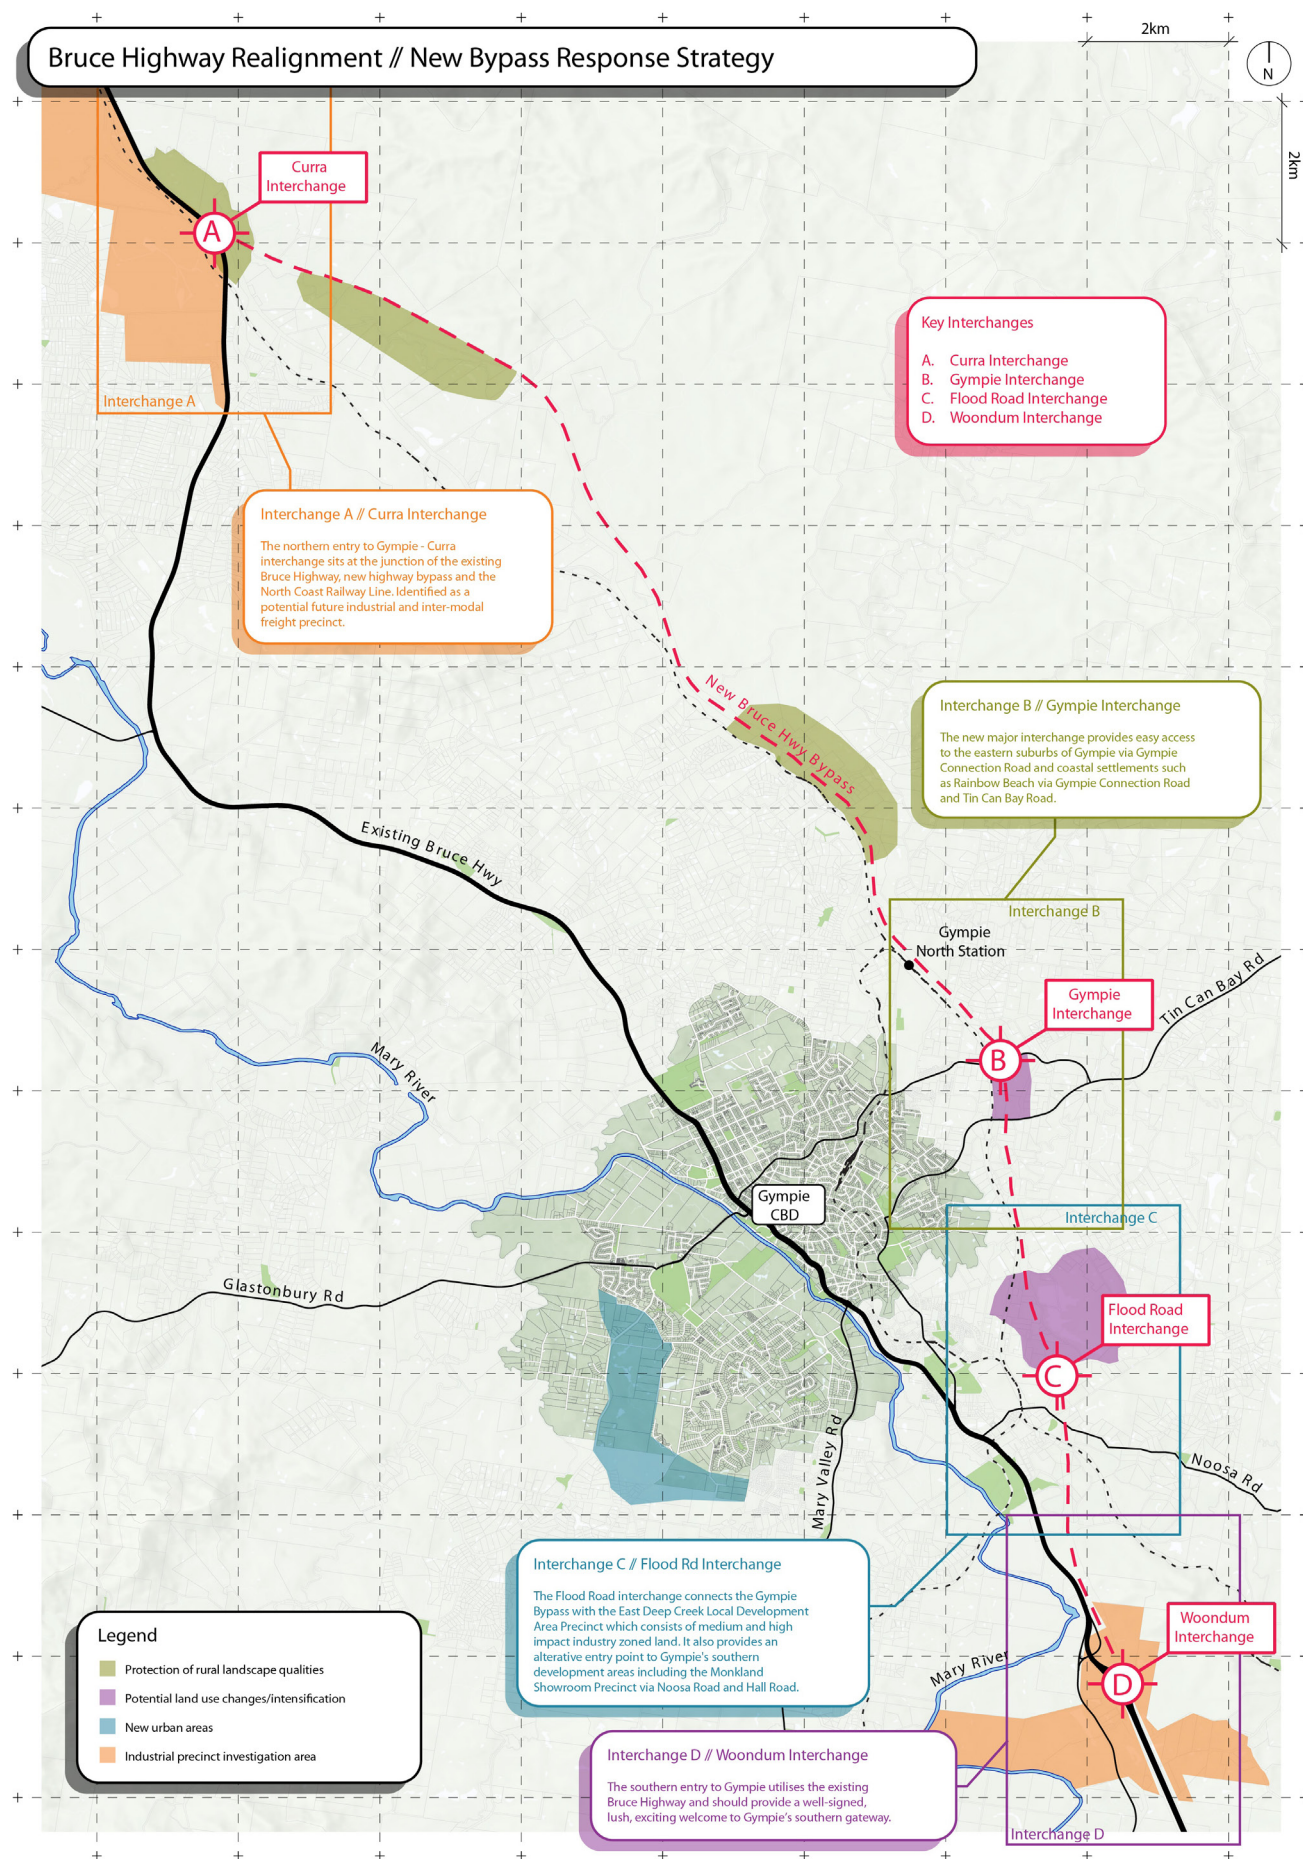 Bruce Highway Realignment // New Bypass Response Strategy
2km
N
2km
Curra
Interchange
A
Key Interchanges
A. Curra Interchange
B. Gympie Interchange
C. Flood Road Interchange
D. Woondum Interchange
Interchange A
Interchange A // Curra Interchange
The northern entry to Gympie - Curra
interchange sits at the junction of the existing
Bruce Highway, new highway bypass and the
North Coast Railway Line. Identified as a
potential future industrial and inter-modal
freight precinct.
New Bruce Hwy Bypass
Interchange B // Gympie Interchange
The new major interchange provides easy access
to the eastern suburbs of Gympie via Gympie
Connection Road and coastal settlements such
as Rainbow Beach via Gympie Connection Road
and Tin Can Bay Road.
Existing Bruce Hwy
Interchange B
Gympie
North Station
Tin Can Bay Rd
Gympie
Interchange
B
Mary River
Gympie
CBD
Interchange C
Glastonbury Rd
Flood Road
Interchange
C
Mary Valley Rd
Noosa Rd
Interchange C // Flood Rd Interchange
The Flood Road interchange connects the Gympie
Bypass with the East Deep Creek Local Development
Area Precinct which consists of medium and high
impact industry zoned land. It also provides an
alterative entry point to Gympie's southern
development areas including the Monkland
Showroom Precinct via Noosa Road and Hall Road.
Woondum
Interchange
Mary River
D
Legend
Protection of rural landscape qualities
Potential land use changes/intensification
New urban areas
Industrial precinct investigation area
Interchange D // Woondum Interchange
The southern entry to Gympie utilises the existing
Bruce Highway and should provide a well-signed,
lush, exciting welcome to Gympie's southern gateway.
Interchange D